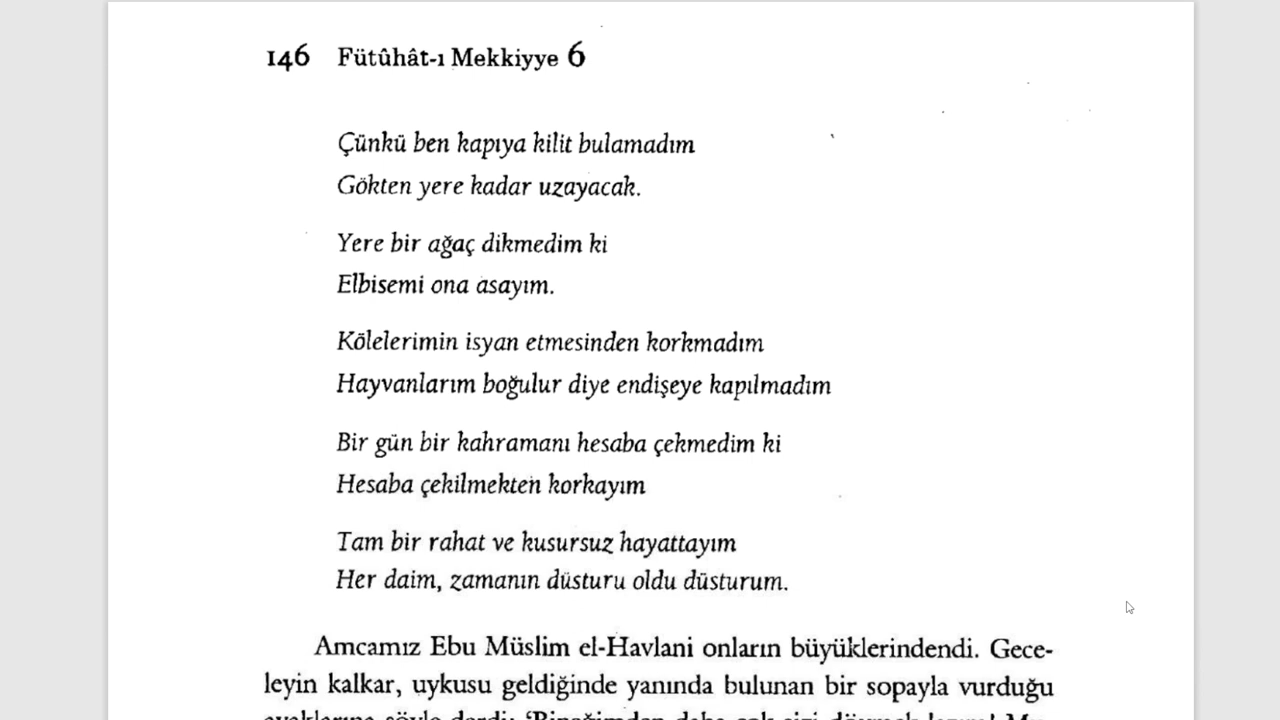 146 Fütûhât-ı Mekkiyye 6
Çünkü ben kapıya kilit bulamadım
Gökten yere kadar uzayacak.
Yere bir ağaç dikmedim ki
Elbisemi ona asayım.
Kölelerimin isyan etmesinden korkmadım
Hayvanlarım boğulur diye endişeye kapılmadım
Bir gün bir kahramanı hesaba çekmedim ki
Hesaba çekilmekten korkayım
Tam bir rahat ve kusursuz hayattayım
Her daim, zamanın düsturu oldu düsturum.
Amcamız Ebu Müslim el-Havlani onların büyüklerindendi. Gece-
leyin kalkar, uykusu geldiğinde yanında bulunan bir sopayla vurduğu